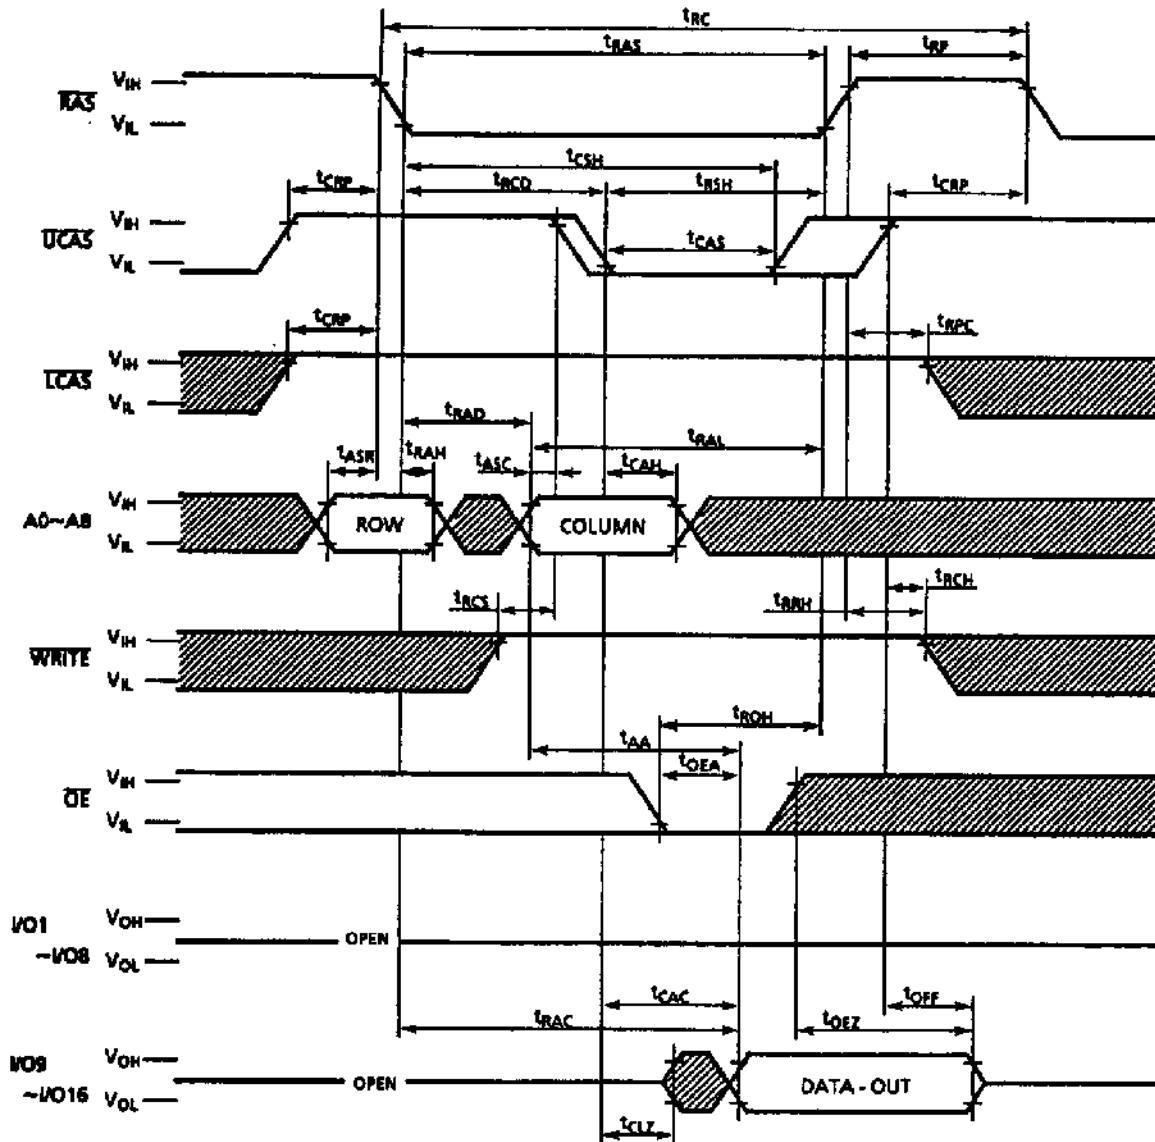 tRC
tRAS tRP
RAS VIH
VIL
tCSH
tCRP tRCD tRSH tCRP
UCAS VIH
VIL
tCAS
tCRP tRPC
LCAS VIH
VIL
tRAD
tRAL
tASR tRAH tASC tCAH
A0~A8 VIH
VIL
ROW COLUMN
tRCS tRRH tRCH
WRITE VIH
VIL
tROH
tAA
tOEA
OE VIH
VIL
I/O1
~I/O8
VOH
VOL
OPEN
tCAC tOFF
tRAC tOEZ
I/O9
~I/O16
VOH
VOL
OPEN DATA - OUT
tCLZ